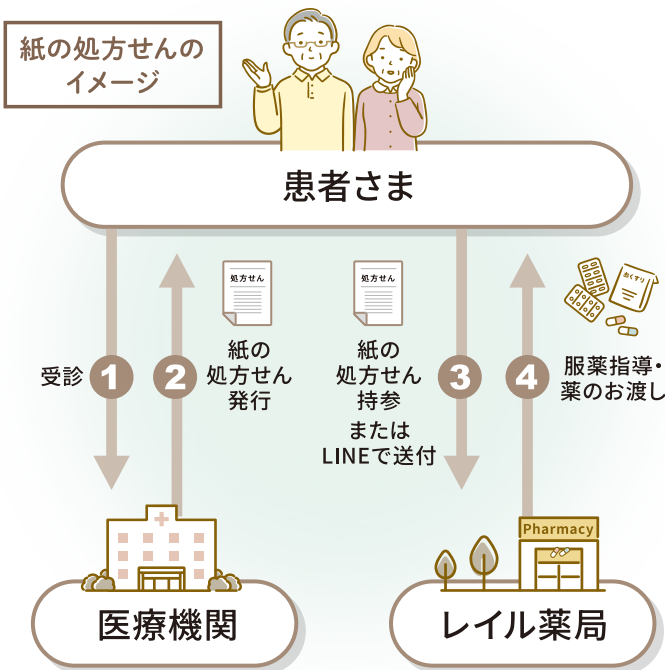 紙の処方せんの
イメージ
患者さま
受診
1
2
処方せん
紙の
処方せん
発行
処方せん
紙の
処方せん
持参
または
LINEで送付
3
4
おくすり
服薬指導・
薬のお渡し
医療機関
Pharmacy
レイル薬局